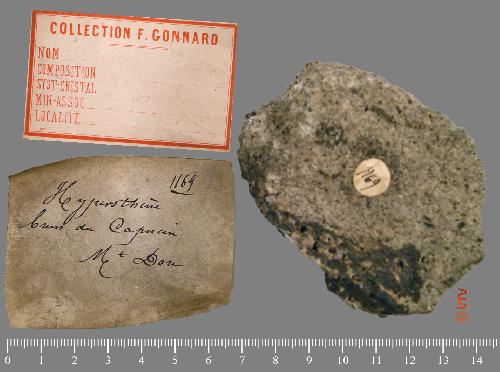 COLLECTION F. GONNARD
NOM
COMPOSITION
SYST. CRISTAL.
MIN. ASSOC.
LOCALITÉ
1169
Hypersthène
du Capucin
Mt Dore
1169
0 1 2 3 4 5 6 7 8 9 10 11 12 13 14